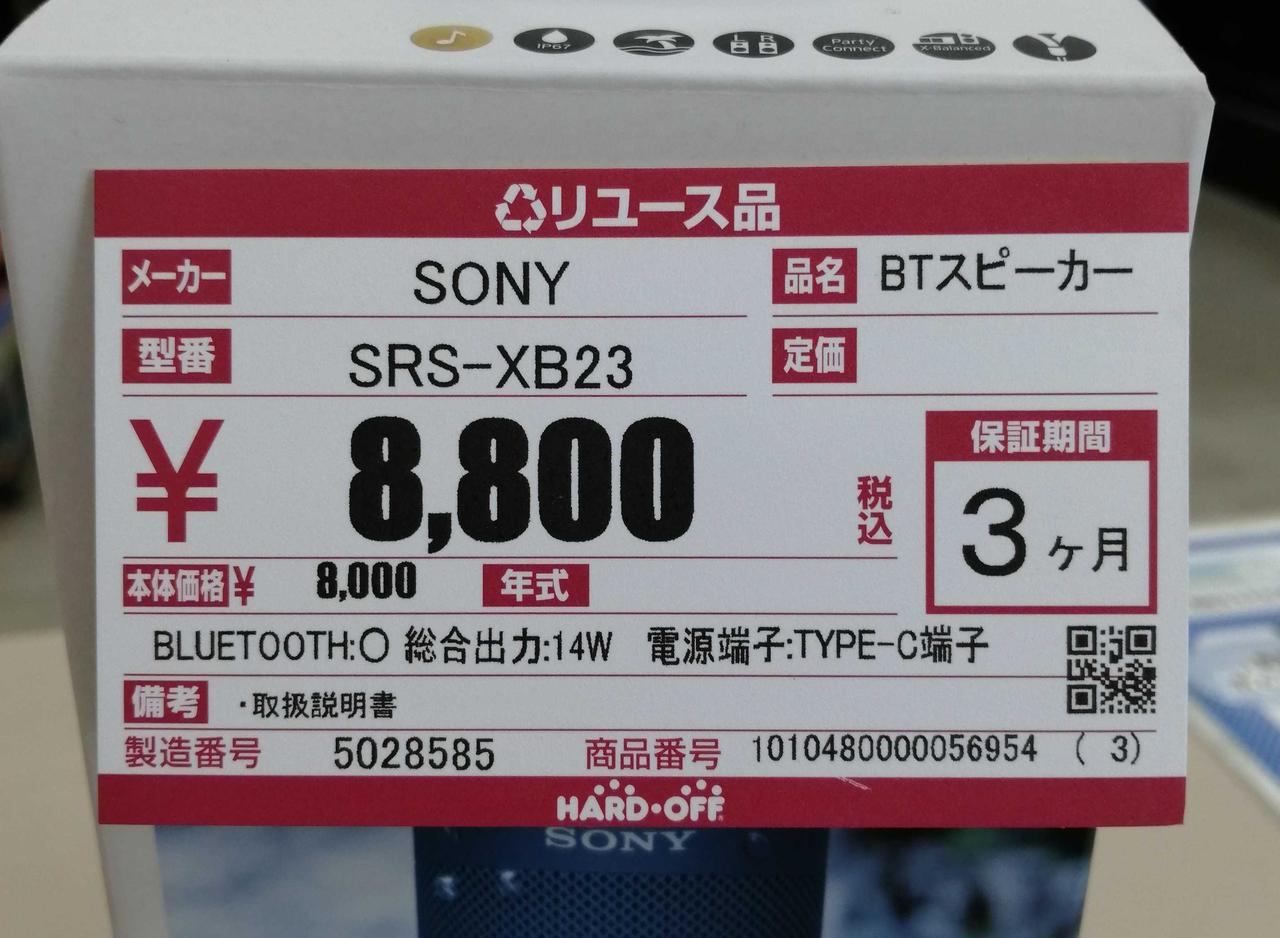 IP67
L R
Party Connect
X-Balanced
リユース品
メーカー SONY 品名 BTスピーカー
型番 SRS-XB23 定価
¥ 8,800 税込
保証期間
3ヶ月
本体価格 ¥ 8,000 年式
BLUETOOTH:○ 総合出力:14W 電源端子:TYPE-C端子
備考 ・取扱説明書
製造番号 5028585 商品番号 1010480000056954 ( 3)
HARD・OFF
SONY